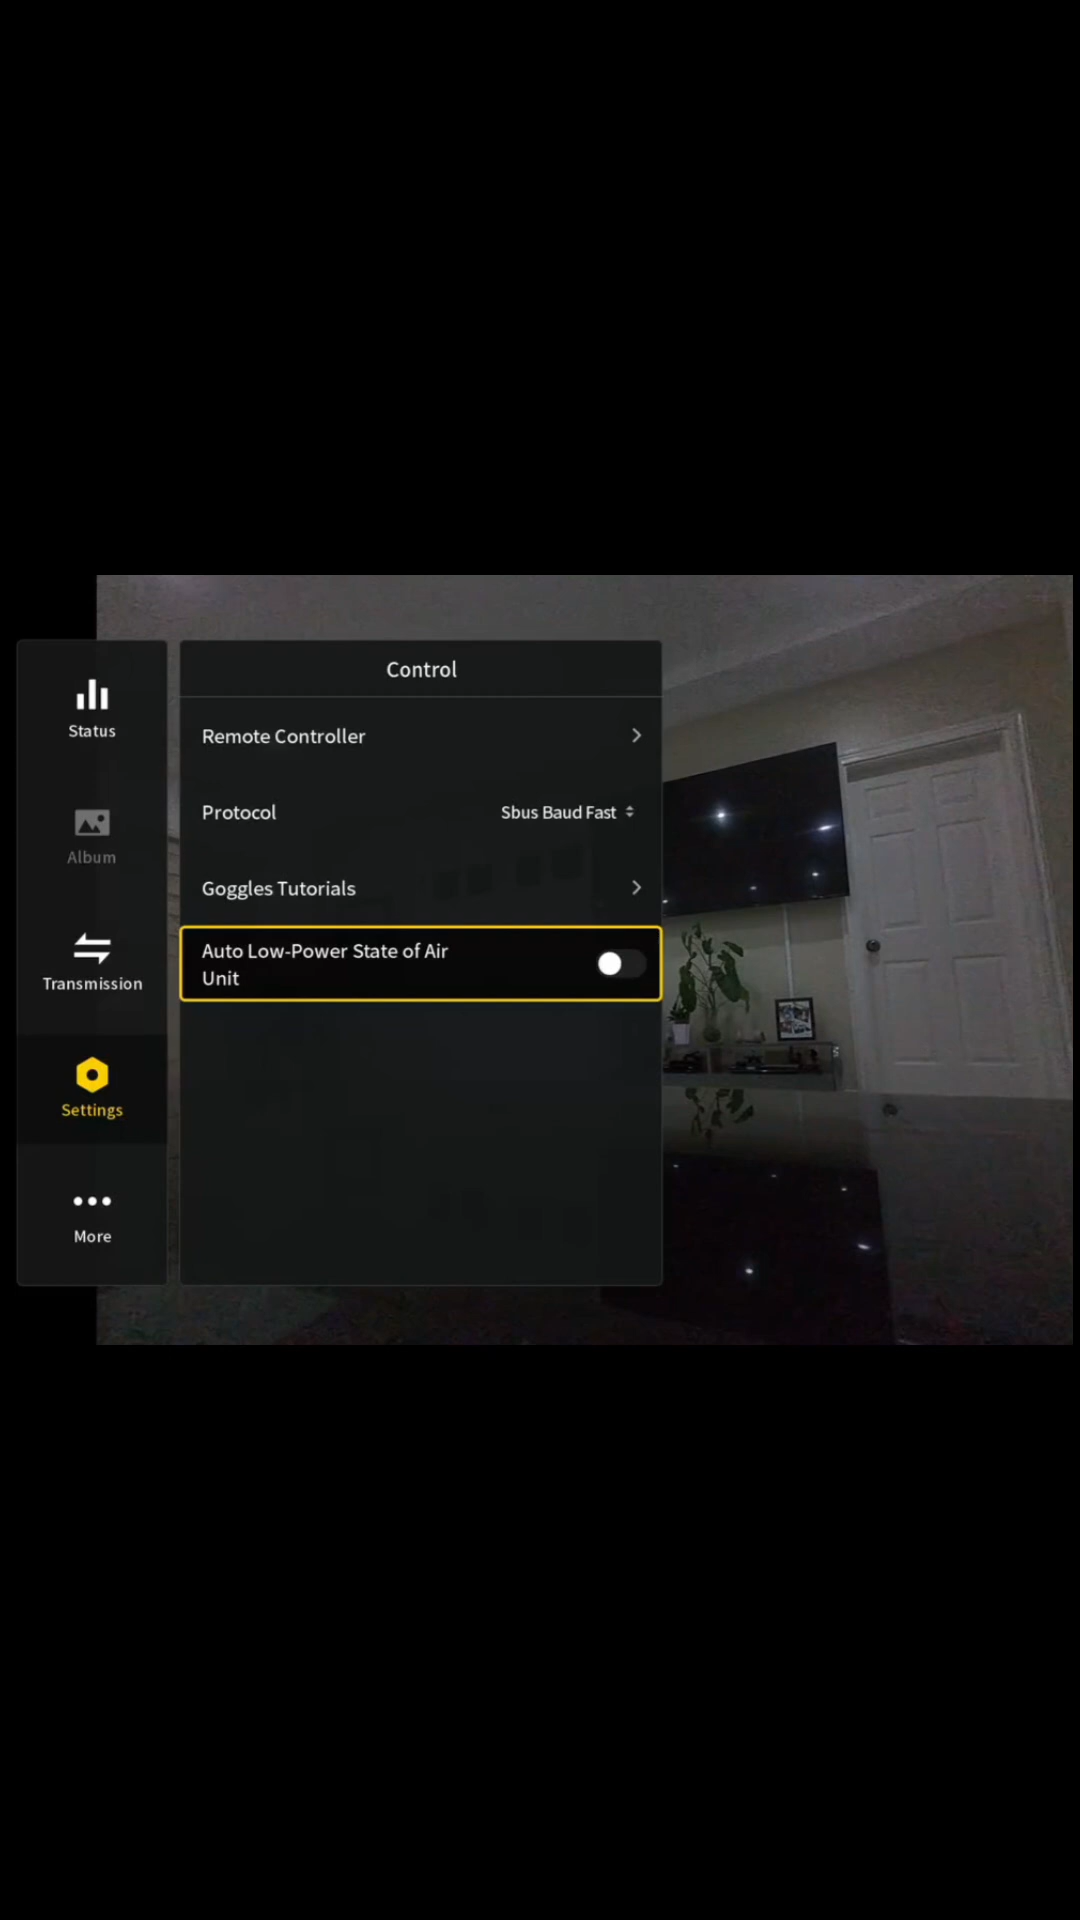 Control
Status
Album
Transmission
Settings
More
Remote Controller
Protocol Sbus Baud Fast
Goggles Tutorials
Auto Low-Power State of Air
Unit